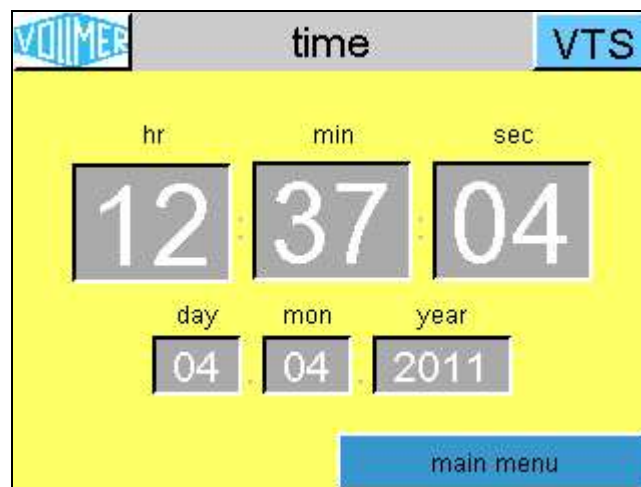 VOLLMER time VTS
hr min sec
12 : 37 : 04
day mon year
04 . 04 . 2011
main menu